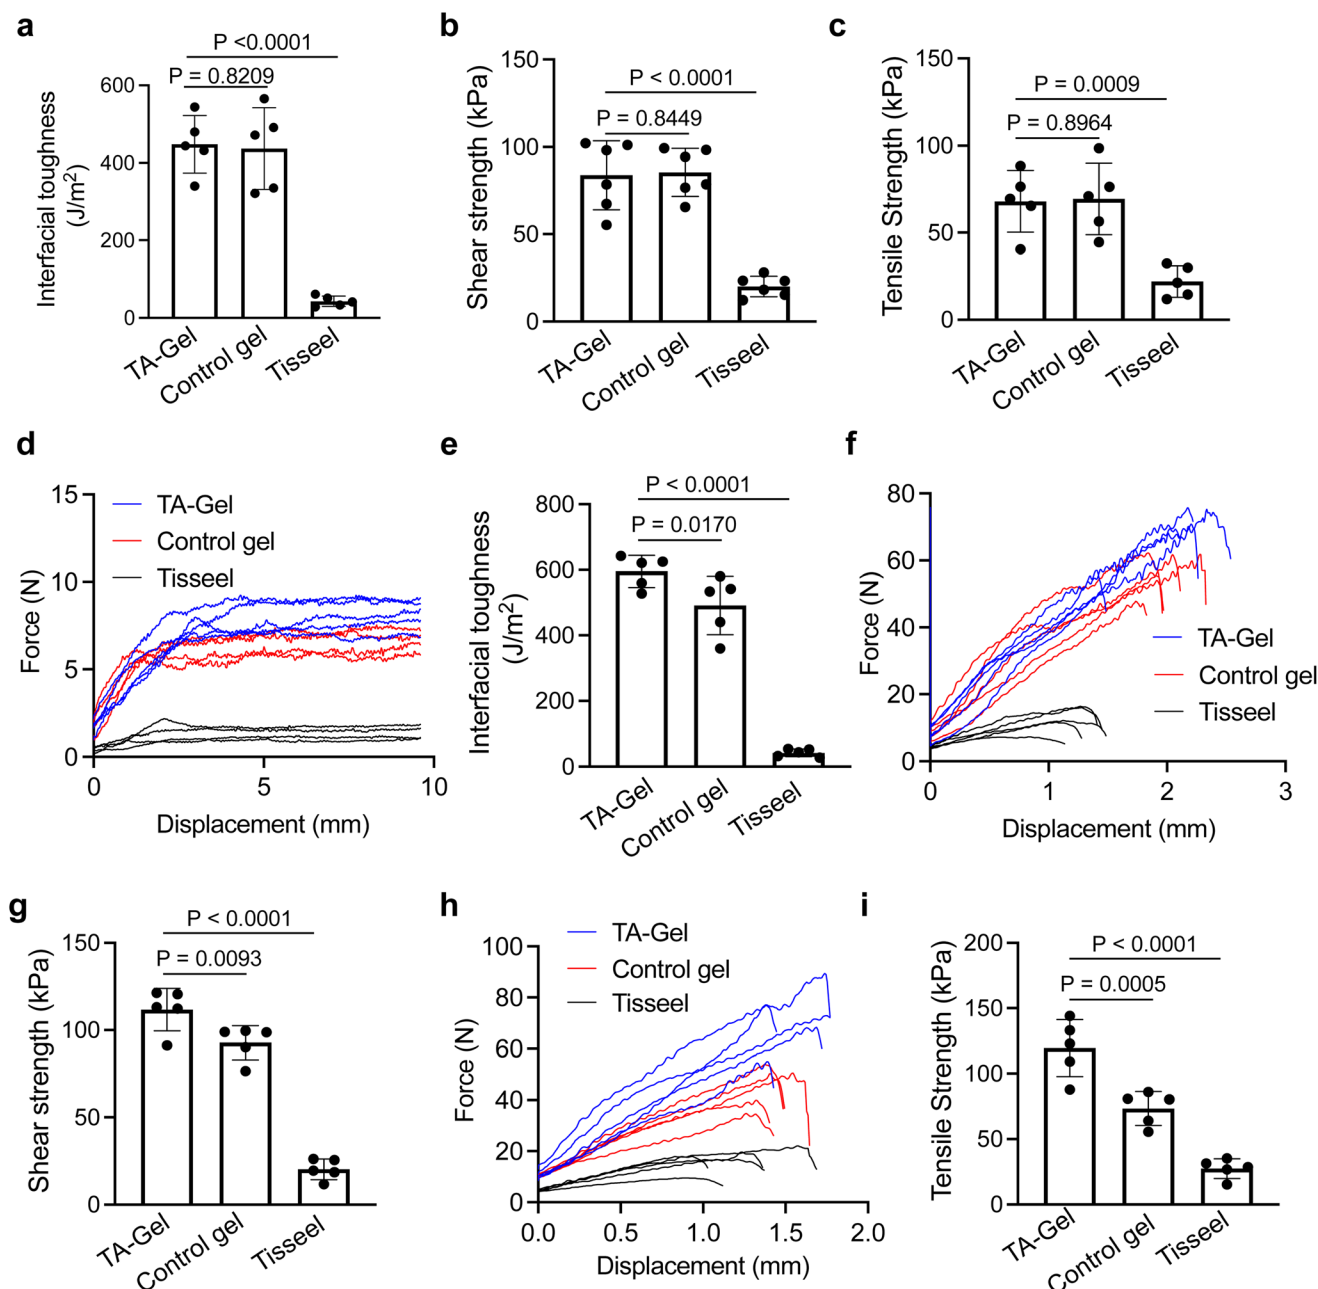 a
P <0.0001
P = 0.8209
Interfacial toughness
(J/m²)
600
400
200
0
TA-Gel
Control gel
Tisseel
b
P < 0.0001
P = 0.8449
Shear strength (kPa)
150
100
50
0
TA-Gel
Control gel
Tisseel
c
P = 0.0009
P = 0.8964
Tensile Strength (kPa)
150
100
50
0
TA-Gel
Control gel
Tisseel
d
TA-Gel
Control gel
Tisseel
Force (N)
15
10
5
0
0 5 10
Displacement (mm)
e
P < 0.0001
P = 0.0170
Interfacial toughness
(J/m²)
800
600
400
200
0
TA-Gel
Control gel
Tisseel
f
Force (N)
80
60
40
20
0
TA-Gel
Control gel
Tisseel
0 1 2 3
Displacement (mm)
g
P < 0.0001
P = 0.0093
Shear strength (kPa)
150
100
50
0
TA-Gel
Control gel
Tisseel
h
TA-Gel
Control gel
Tisseel
Force (N)
100
80
60
40
20
0
0.0 0.5 1.0 1.5 2.0
Displacement (mm)
i
P < 0.0001
P = 0.0005
Tensile Strength (kPa)
200
150
100
50
0
TA-Gel
Control gel
Tisseel